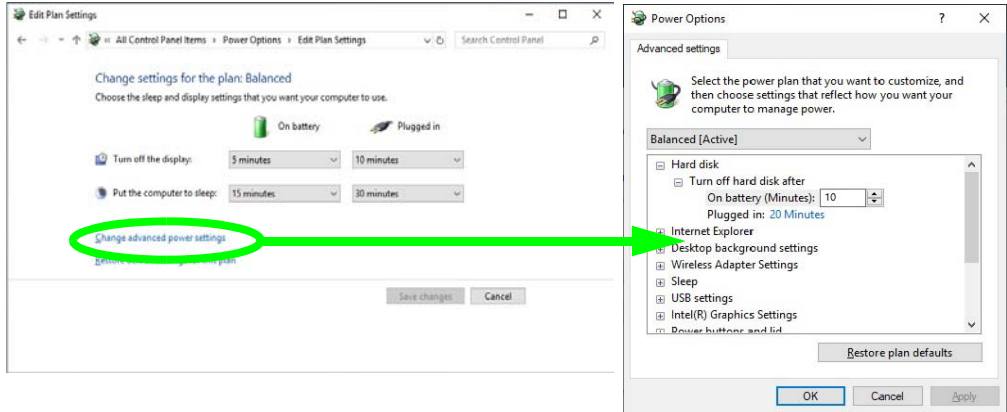 Edit Plan Settings
« All Control Panel Items › Power Options › Edit Plan Settings
Search Control Panel
Change settings for the plan: Balanced
Choose the sleep and display settings that you want your computer to use.
On battery
Plugged in
Turn off the display:
5 minutes
10 minutes
Put the computer to sleep:
15 minutes
30 minutes
Change advanced power settings
plan
Save changes
Cancel
Power Options
?
Advanced settings
Select the power plan that you want to customize, and
then choose settings that reflect how you want your
computer to manage power.
Balanced [Active]
Hard disk
Turn off hard disk after
On battery (Minutes): 10
Plugged in: 20 Minutes
Internet Explorer
Desktop background settings
Wireless Adapter Settings
Sleep
USB settings
Intel(R) Graphics Settings
Power buttons and lid
Restore plan defaults
OK
Cancel
Apply